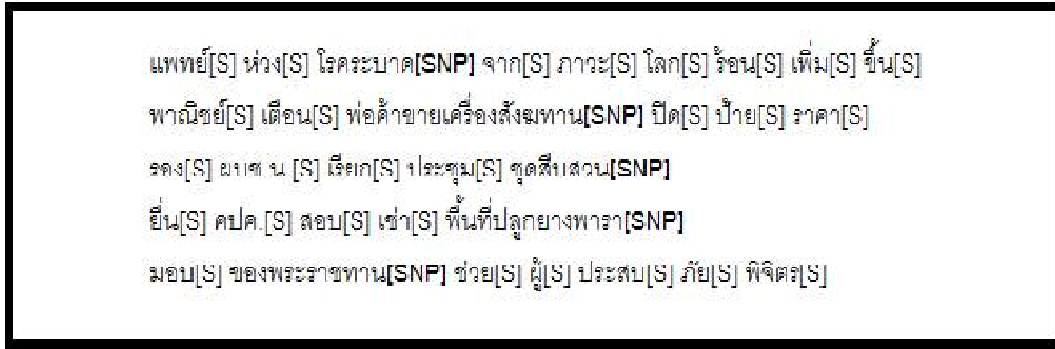 แพทย์[S] ห่วง[S] โรคระบาด[SNP] จาก[S] ภาวะ[S] โลก[S] ร้อน[S] เพิ่ม[S] ขึ้น[S]
พาณิชย์[S] เตือน[S] พ่อค้าขายเครื่องสังฆทาน[SNP] ปิด[S] ป้าย[S] ราคา[S]
รอง[S] ผบช น [S] เรียก[S] ประชุม[S] ชุดสืบสวน[SNP]
ยื่น[S] คปค.[S] สอบ[S] เช่า[S] พื้นที่ปลูกยางพารา[SNP]
มอบ[S] ของพระราชทาน[SNP] ช่วย[S] ผู้[S] ประสบ[S] ภัย[S] พิจิตร[S]